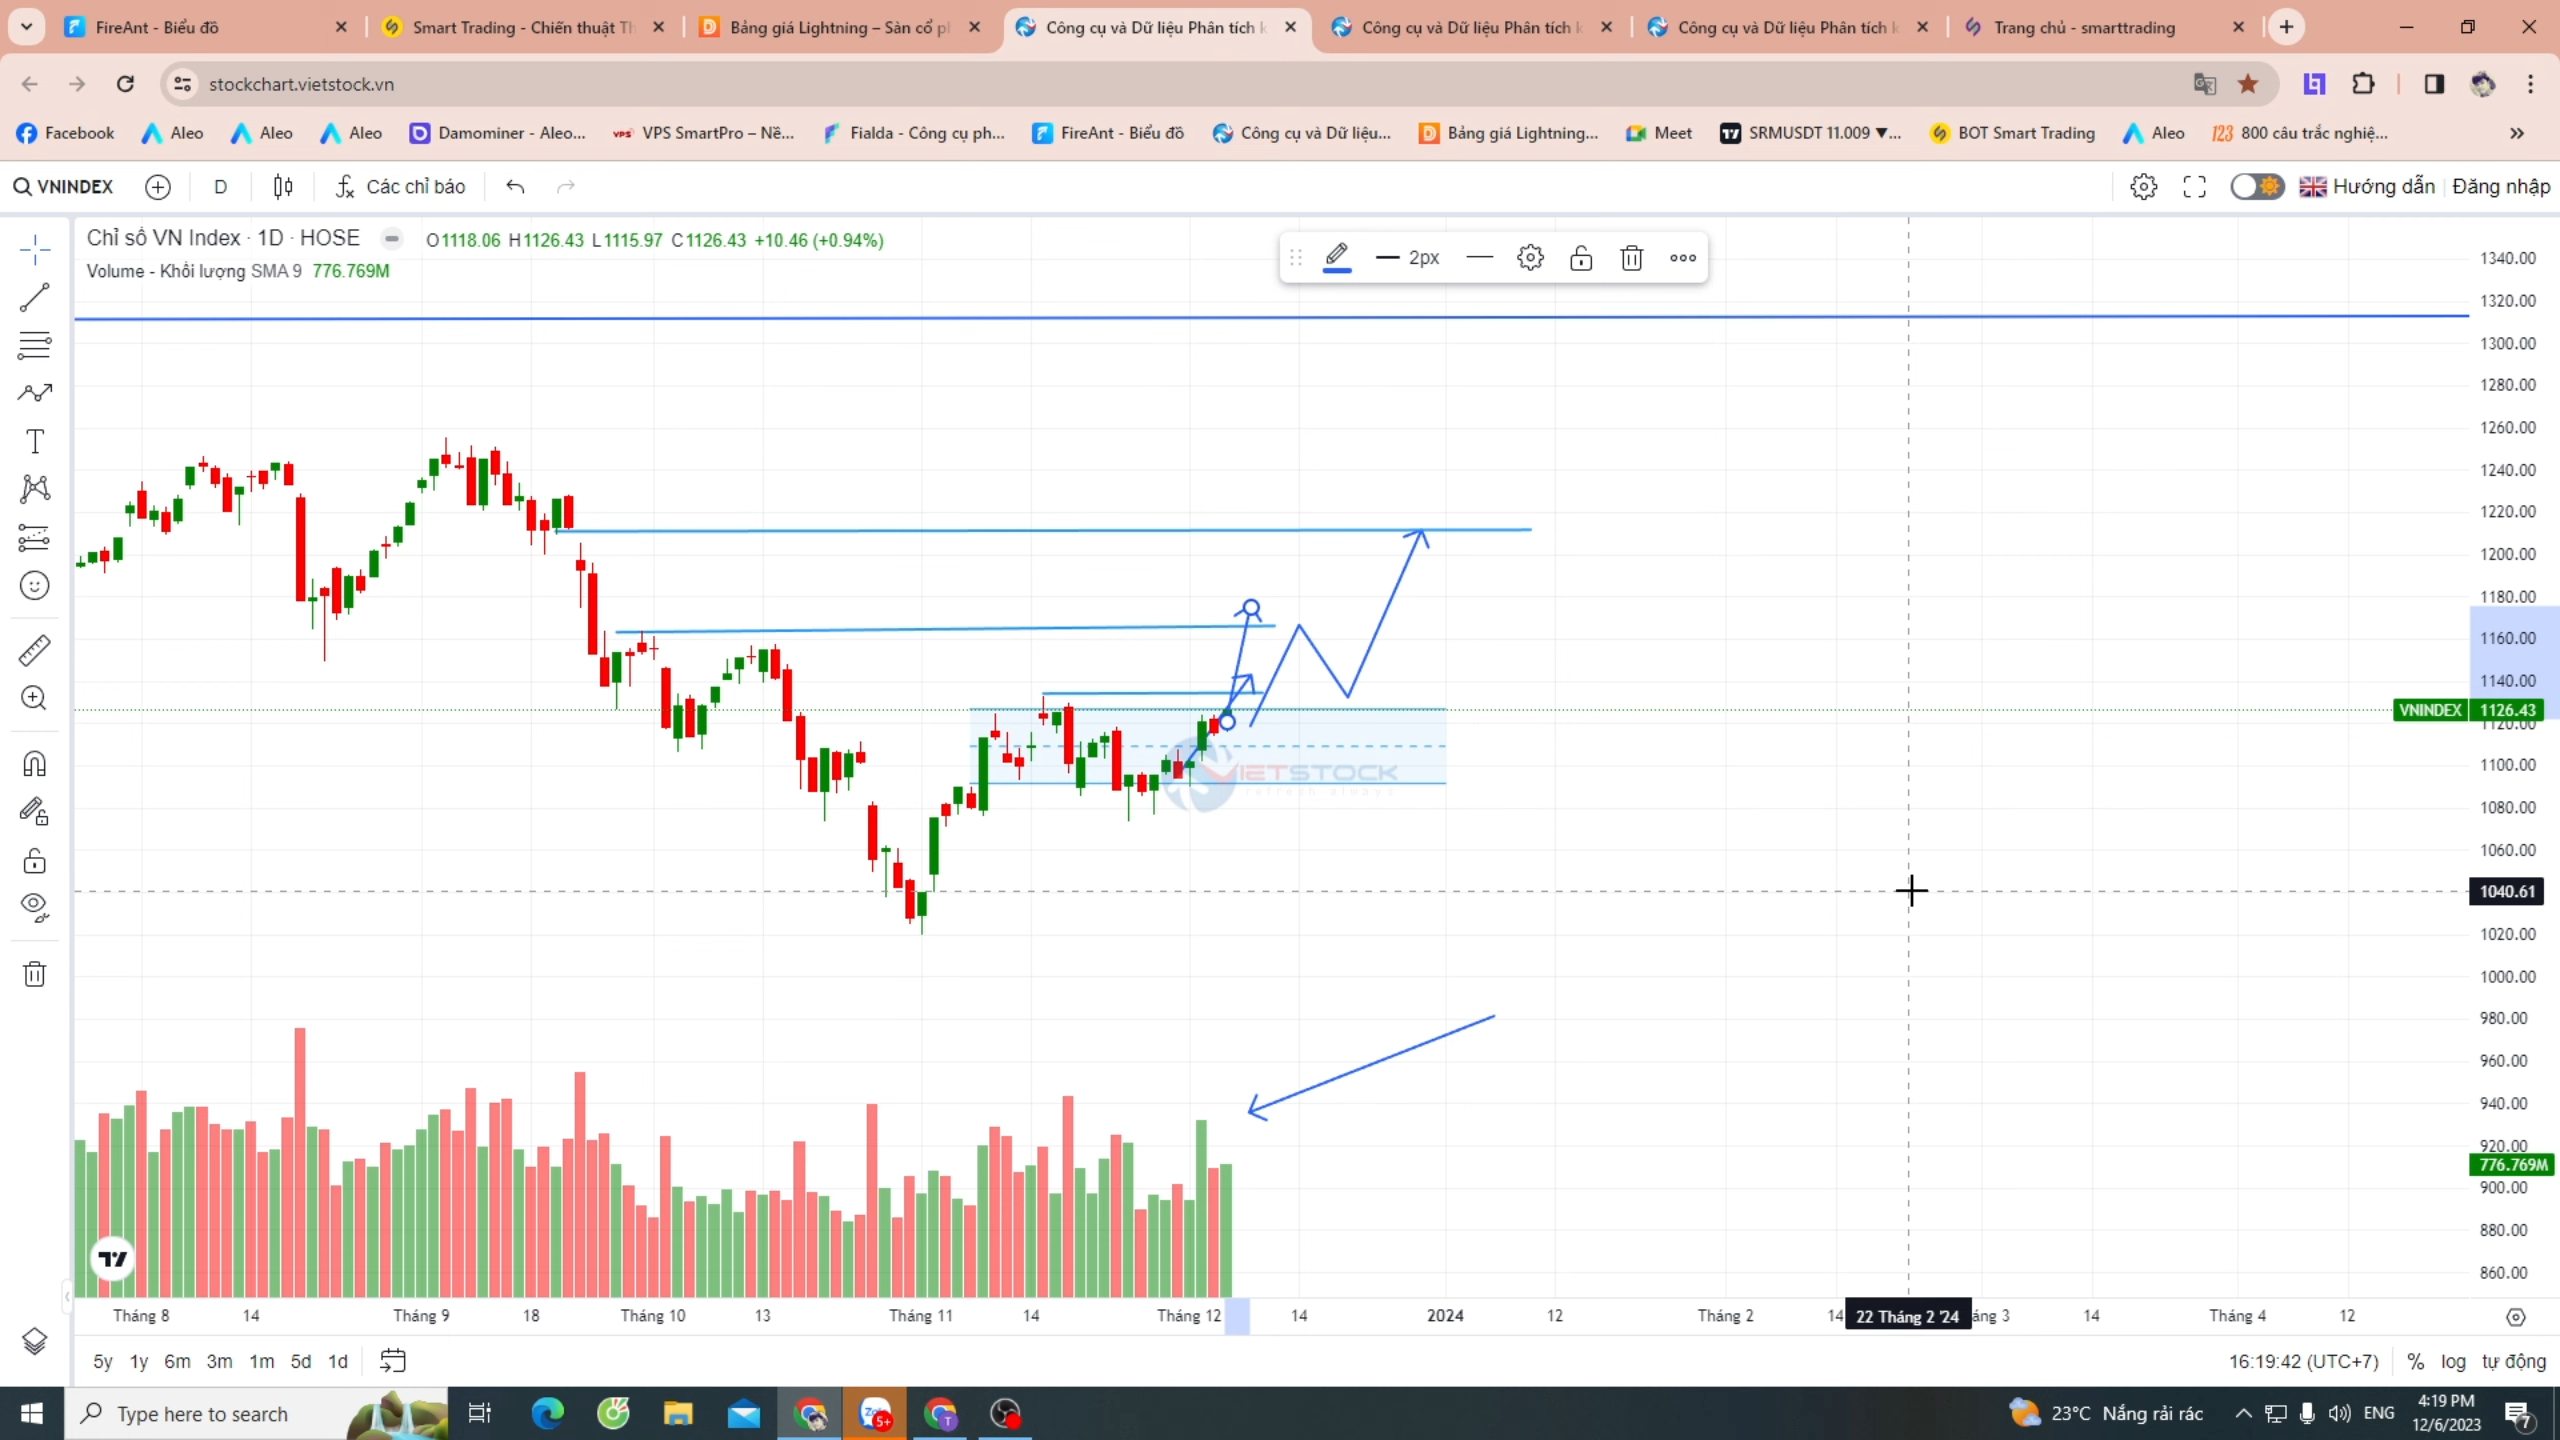 FireAnt - Biểu đồ
Smart Trading - Chiến thuật Th
Bảng giá Lightning – Sàn cổ ph
Công cụ và Dữ liệu Phân tích k
Công cụ và Dữ liệu Phân tích k
Công cụ và Dữ liệu Phân tích k
Trang chủ - smarttrading
stockchart.vietstock.vn
Facebook
Aleo
Aleo
Aleo
Damominer - Aleo...
VPS SmartPro – Nề...
Fialda - Công cụ ph...
FireAnt - Biểu đồ
Công cụ và Dữ liệu...
Bảng giá Lightning...
Meet
SRMUSDT 11.009 ▼...
BOT Smart Trading
Aleo
123 800 câu trắc nghiệ...
VNINDEX
D
Các chỉ báo
Hướng dẫn
Đăng nhập
Chỉ số VN Index · 1D · HOSE
O1118.06 H1126.43 L1115.97 C1126.43 +10.46 (+0.94%)
Volume - Khối lượng SMA 9 776.769M
2px
1340.00
1320.00
1300.00
1280.00
1260.00
1240.00
1220.00
1200.00
1180.00
1160.00
1140.00
VNINDEX 1126.43
1120.00
1100.00
1080.00
1060.00
1040.61
1020.00
1000.00
980.00
960.00
940.00
920.00
776.769M
900.00
880.00
860.00
VIETSTOCK
Tháng 8
14
Tháng 9
18
Tháng 10
13
Tháng 11
14
Tháng 12
14
2024
12
Tháng 2
14
22 Tháng 2 '24
áng 3
14
Tháng 4
12
5y 1y 6m 3m 1m 5d 1d
16:19:42 (UTC+7)
% log tự động
Type here to search
Zalo
5+
T
23°C Nắng rải rác
ENG
4:19 PM
12/6/2023
7